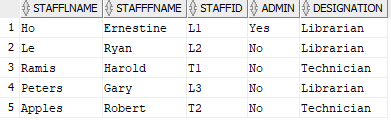 STAFFLNAME STAFFFNAME STAFFID ADMIN DESIGNATION
1 Ho Ernestine L1 Yes Librarian
2 Le Ryan L2 No Librarian
3 Ramis Harold T1 No Technician
4 Peters Gary L3 No Librarian
5 Apples Robert T2 No Technician